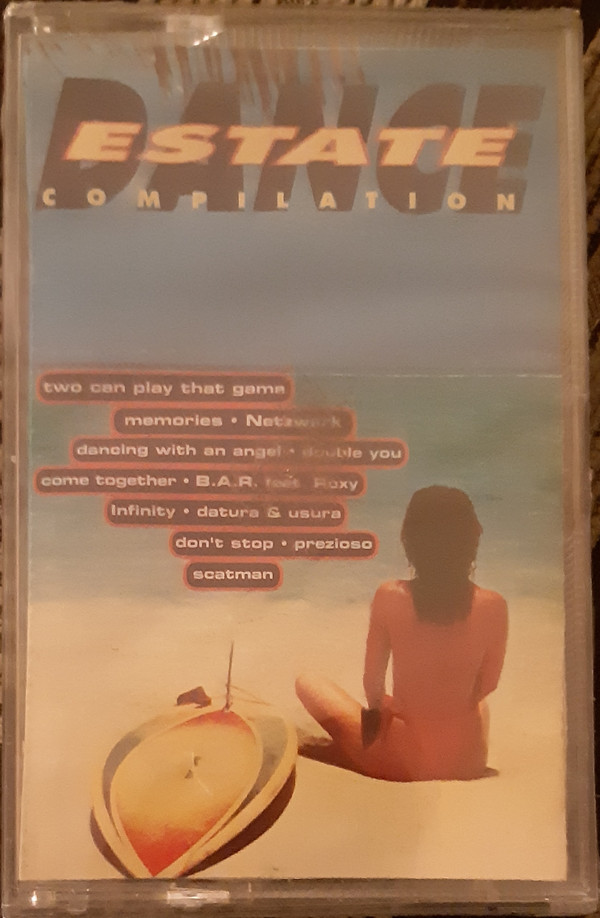 DANCE
ESTATE
COMPILATION
two can play that game
memories • Netzwerk
dancing with an angel • double you
come together • B.A.R. feat. Roxy
Infinity • datura & usura
don't stop • prezioso
scatman